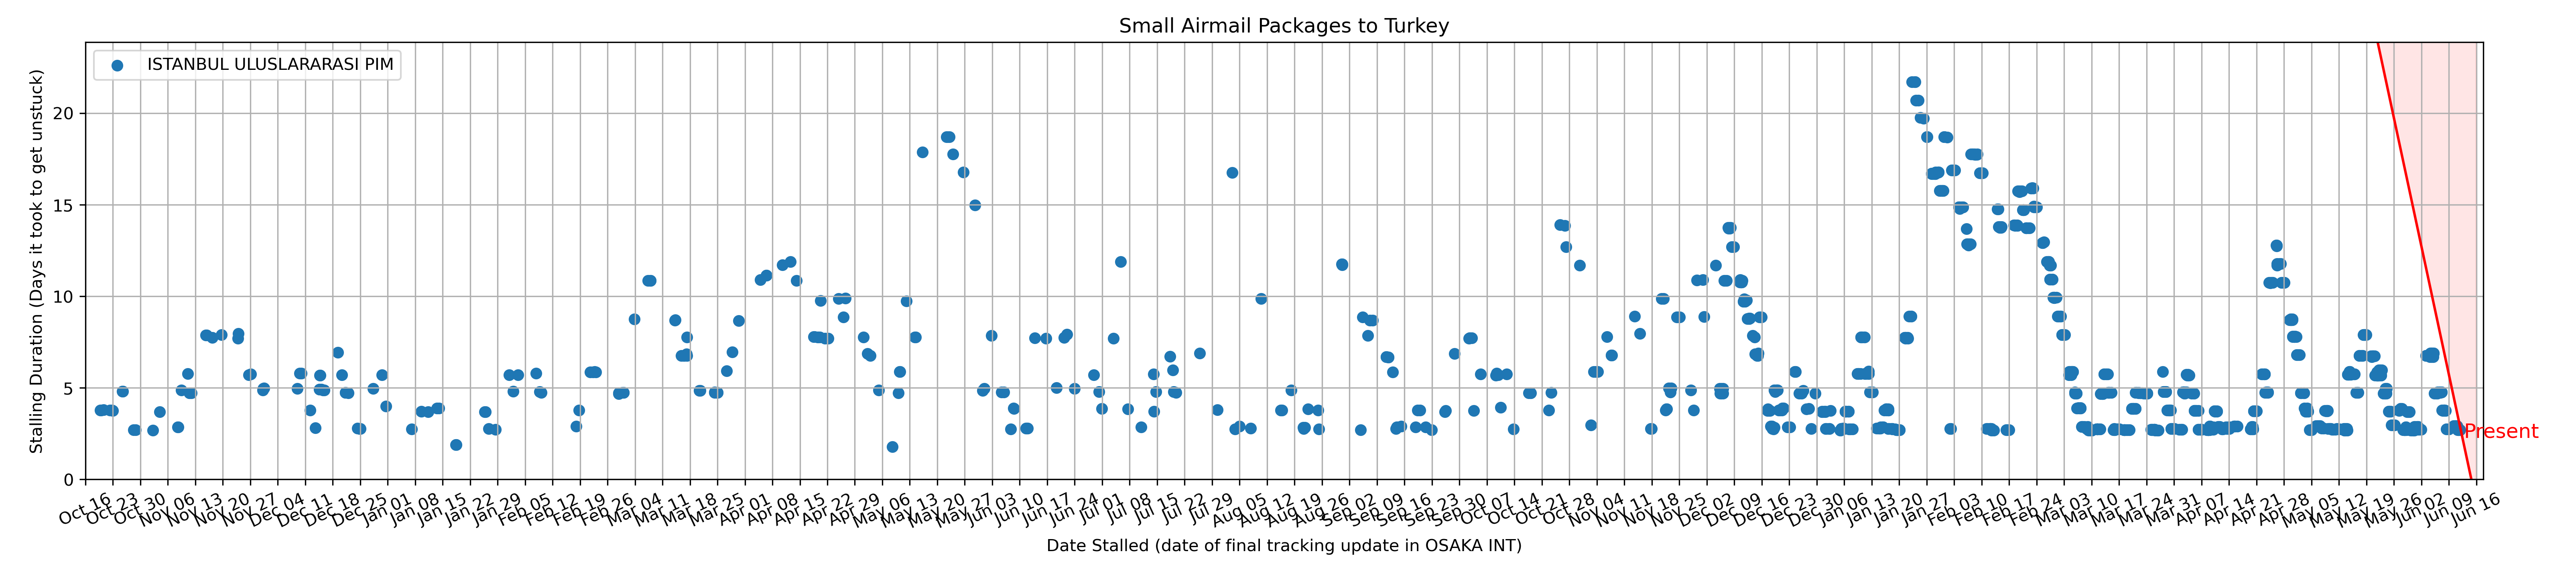 Small Airmail Packages to Turkey
ISTANBUL ULUSLARARASI PIM
Stalling Duration (Days it took to get unstuck)
20
15
10
5
0
Present
Oct 16 Oct 23 Oct 30 Nov 06 Nov 13 Nov 20 Nov 27 Dec 04 Dec 11 Dec 18 Dec 25 Jan 01 Jan 08 Jan 15 Jan 22 Jan 29 Feb 05 Feb 12 Feb 19 Feb 26 Mar 04 Mar 11 Mar 18 Mar 25 Apr 01 Apr 08 Apr 15 Apr 22 Apr 29 May 06 May 13 May 20 May 27 Jun 03 Jun 10 Jun 17 Jun 24 Jul 01 Jul 08 Jul 15 Jul 22 Jul 29 Aug 05 Aug 12 Aug 19 Aug 26 Sep 02 Sep 09 Sep 16 Sep 23 Sep 30 Oct 07 Oct 14 Oct 21 Oct 28 Nov 04 Nov 11 Nov 18 Nov 25 Dec 02 Dec 09 Dec 16 Dec 23 Dec 30 Jan 06 Jan 13 Jan 20 Jan 27 Feb 03 Feb 10 Feb 17 Feb 24 Mar 03 Mar 10 Mar 17 Mar 24 Mar 31 Apr 07 Apr 14 Apr 21 Apr 28 May 05 May 12 May 19 May 26 Jun 02 Jun 09 Jun 16
Date Stalled (date of final tracking update in OSAKA INT)